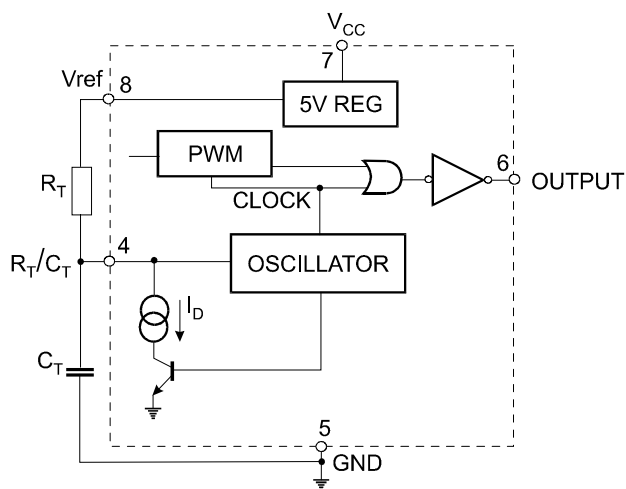 VCC
7
Vref
8
5V REG
PWM
6
OUTPUT
RT
CLOCK
4
RT/CT
OSCILLATOR
ID
CT
5
GND